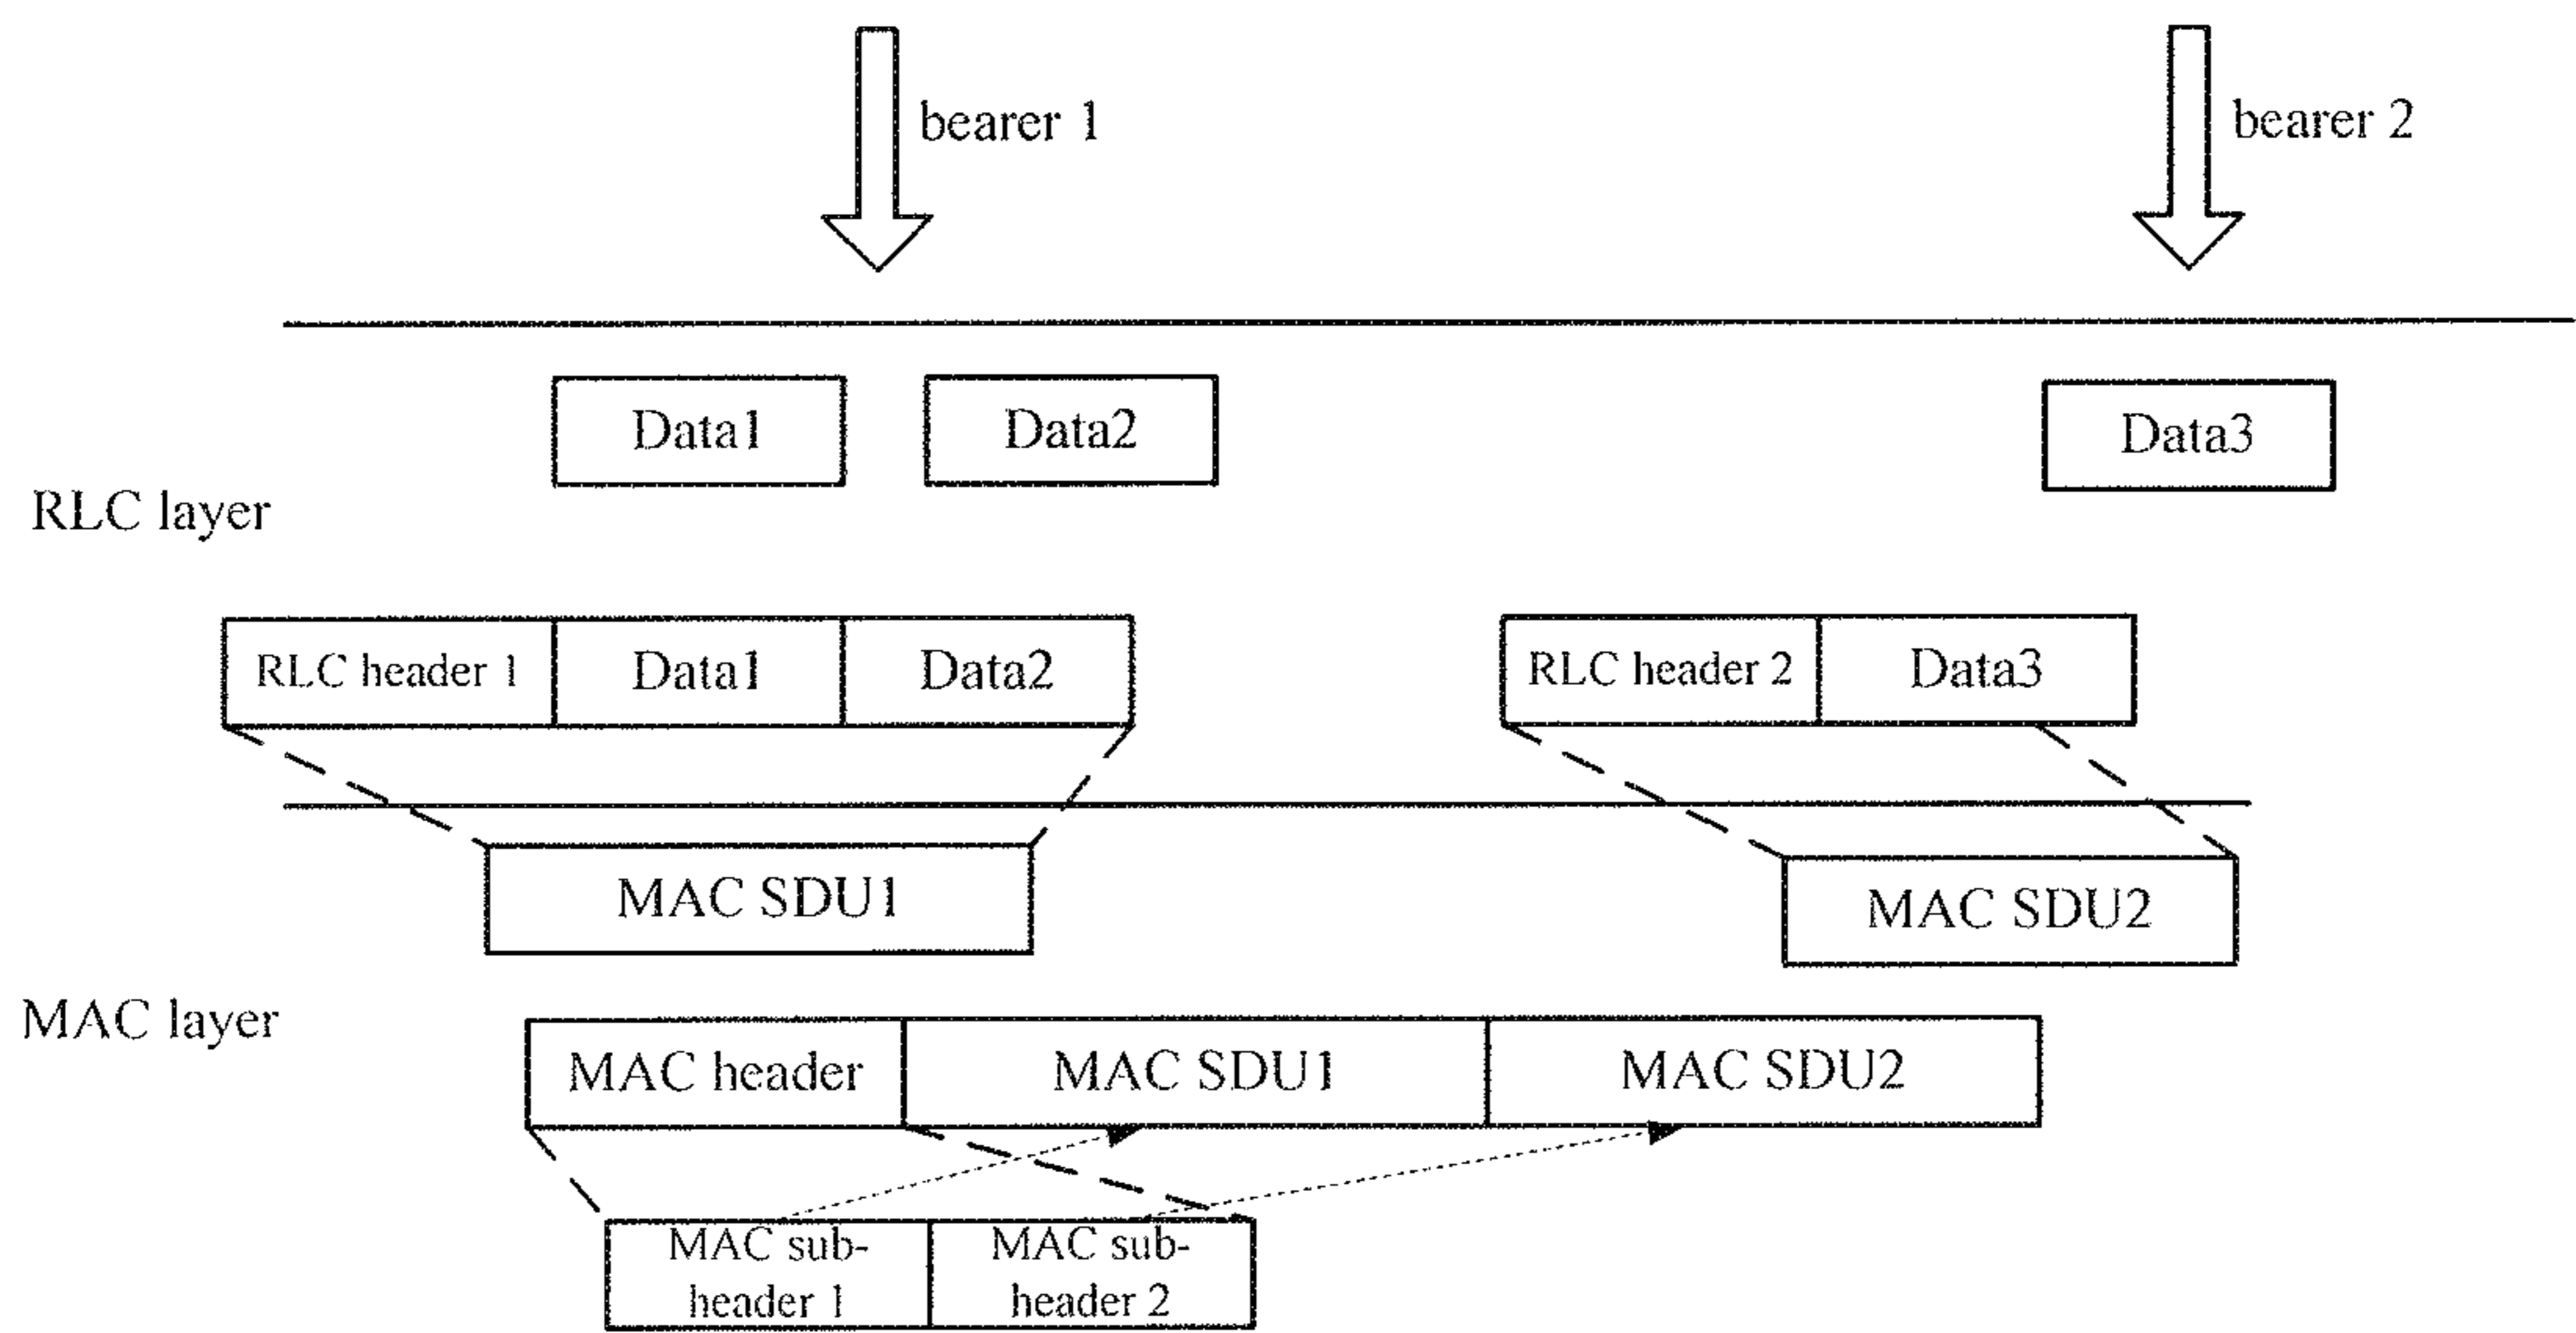 bearer 1
bearer 2
Data1
Data2
Data3
RLC layer
RLC header 1
Data1
Data2
RLC header 2
Data3
MAC SDU1
MAC SDU2
MAC layer
MAC header
MAC SDU1
MAC SDU2
MAC sub-
header 1
MAC sub-
header 2